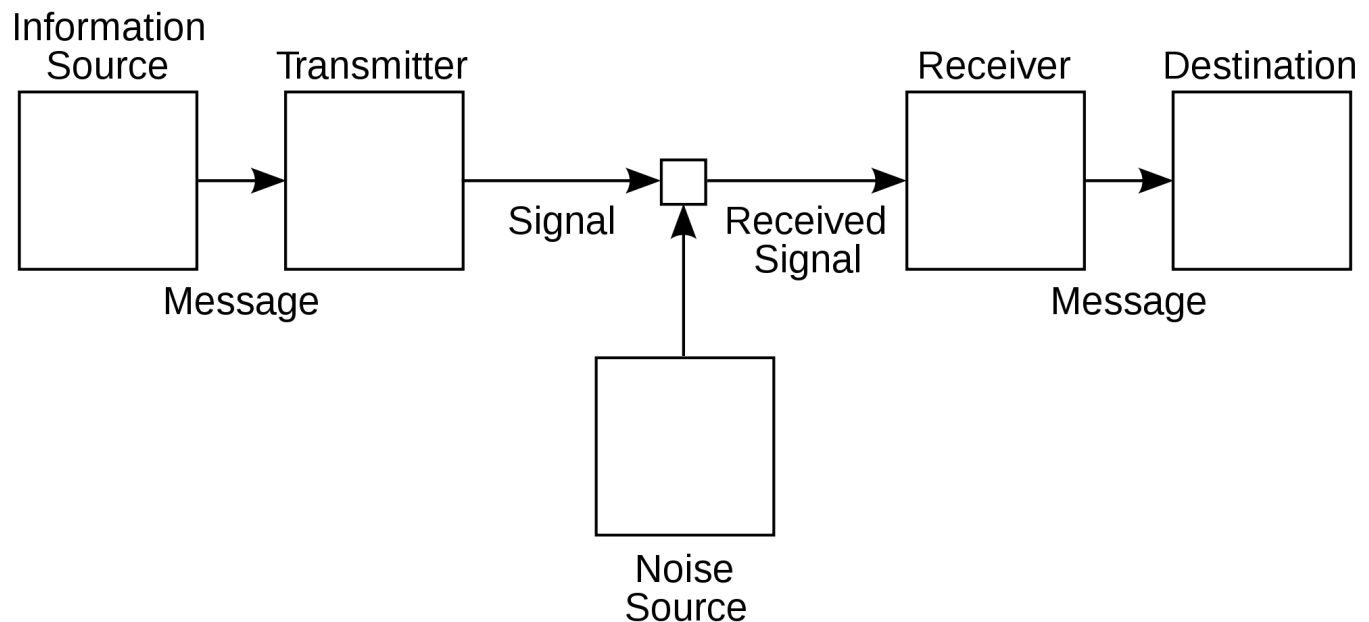 Information
Source
Transmitter
Receiver
Destination
Signal
Received
Signal
Message
Message
Noise
Source